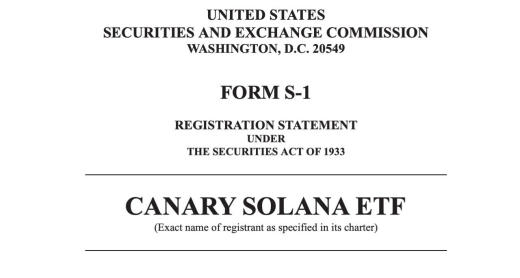 UNITED STATES
SECURITIES AND EXCHANGE COMMISSION
WASHINGTON, D.C. 20549
FORM S-1
REGISTRATION STATEMENT
UNDER
THE SECURITIES ACT OF 1933
CANARY SOLANA ETF
(Exact name of registrant as specified in its charter)